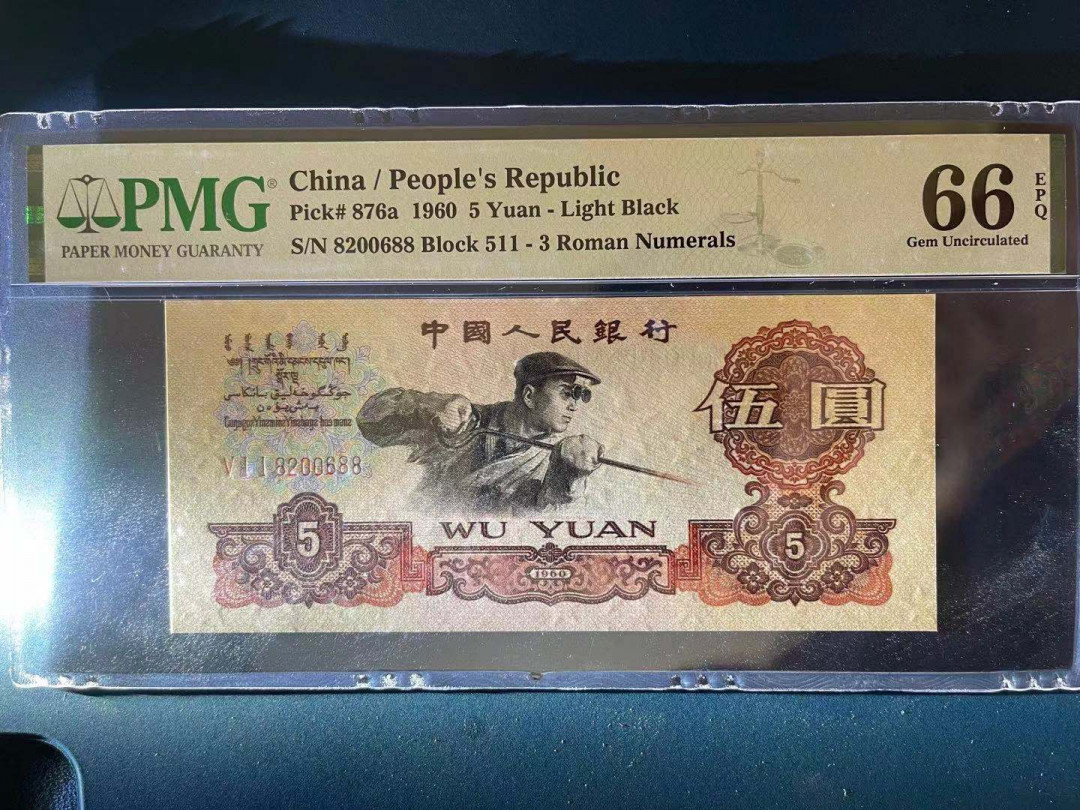 PMG®
PAPER MONEY GUARANTY
China / People's Republic
Pick# 876a 1960 5 Yuan - Light Black
S/N 8200688 Block 511 - 3 Roman Numerals
66
EPQ
Gem Uncirculated
中國人民銀行
伍圓
VII 8200688
WU YUAN
5
1960
5